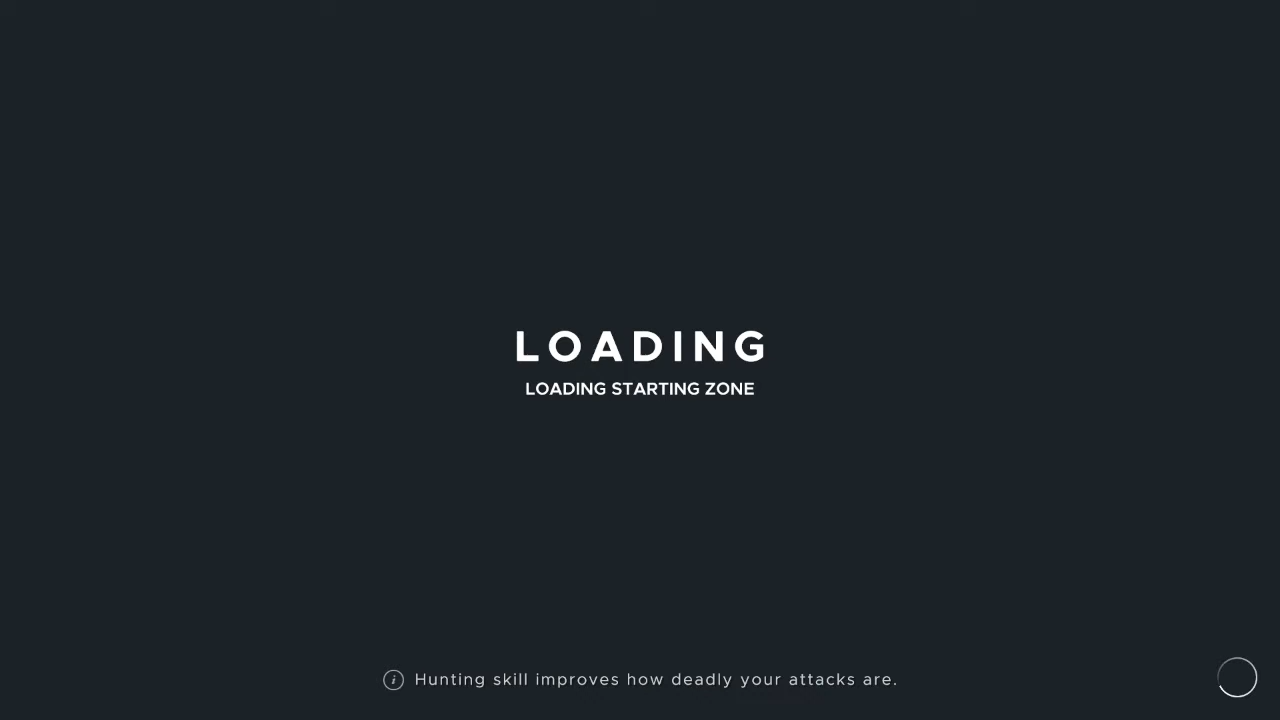 LOADING
LOADING STARTING ZONE
Hunting skill improves how deadly your attacks are.